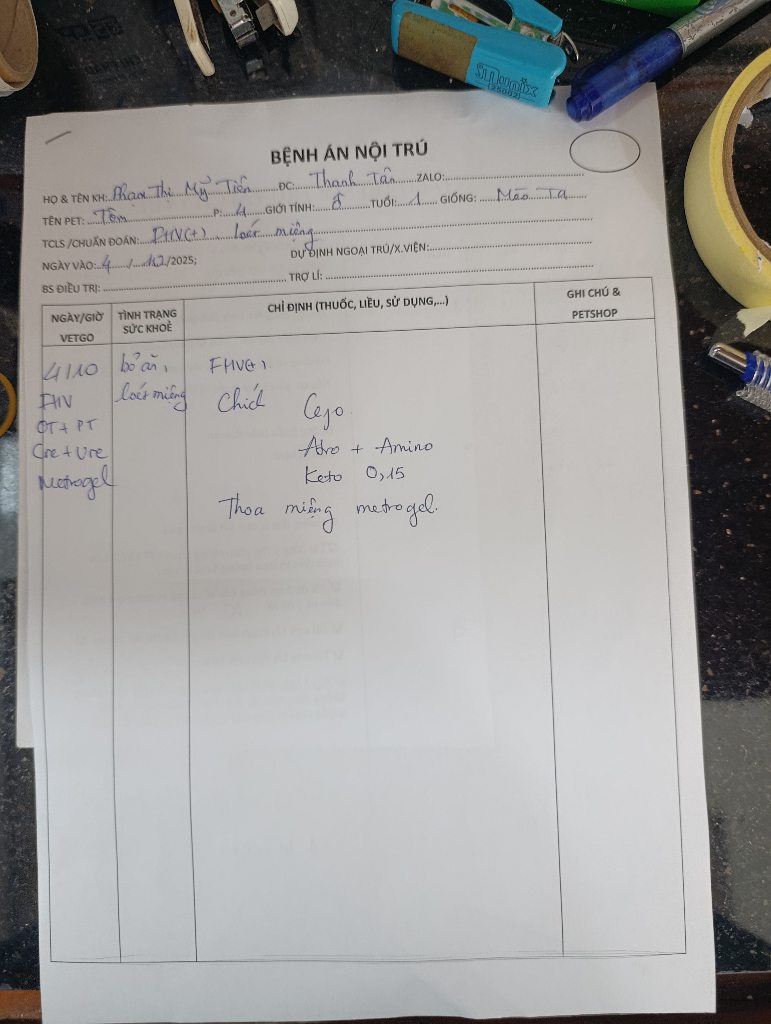 BỆNH ÁN NỘI TRÚ
HỌ & TÊN KH: Phạm Thị Mỹ Tiên ĐC: Thanh Tân ZALO:
TÊN PET: Tôm P: 4 GIỚI TÍNH: ♂ TUỔI: 1 GIỐNG: Mèo Ta
TCLS /CHUẨN ĐOÁN: FHV(+) loét miệng
NGÀY VÀO: 4/10/2025; DỰ ĐỊNH NGOẠI TRÚ/X.VIỆN:
BS ĐIỀU TRỊ: TRỢ LÍ:
NGÀY/GIỜ VETGO
TÌNH TRẠNG SỨC KHOẺ
CHỈ ĐỊNH (THUỐC, LIỀU, SỬ DỤNG,...)
GHI CHÚ & PETSHOP
4/10 bỏ ăn, FHV(+)
FHV loét miệng Chích Cefo
OT + PT Atro + Amino
Cre + Ure Keto 0,15
Metrogel Thoa miệng metrogel.